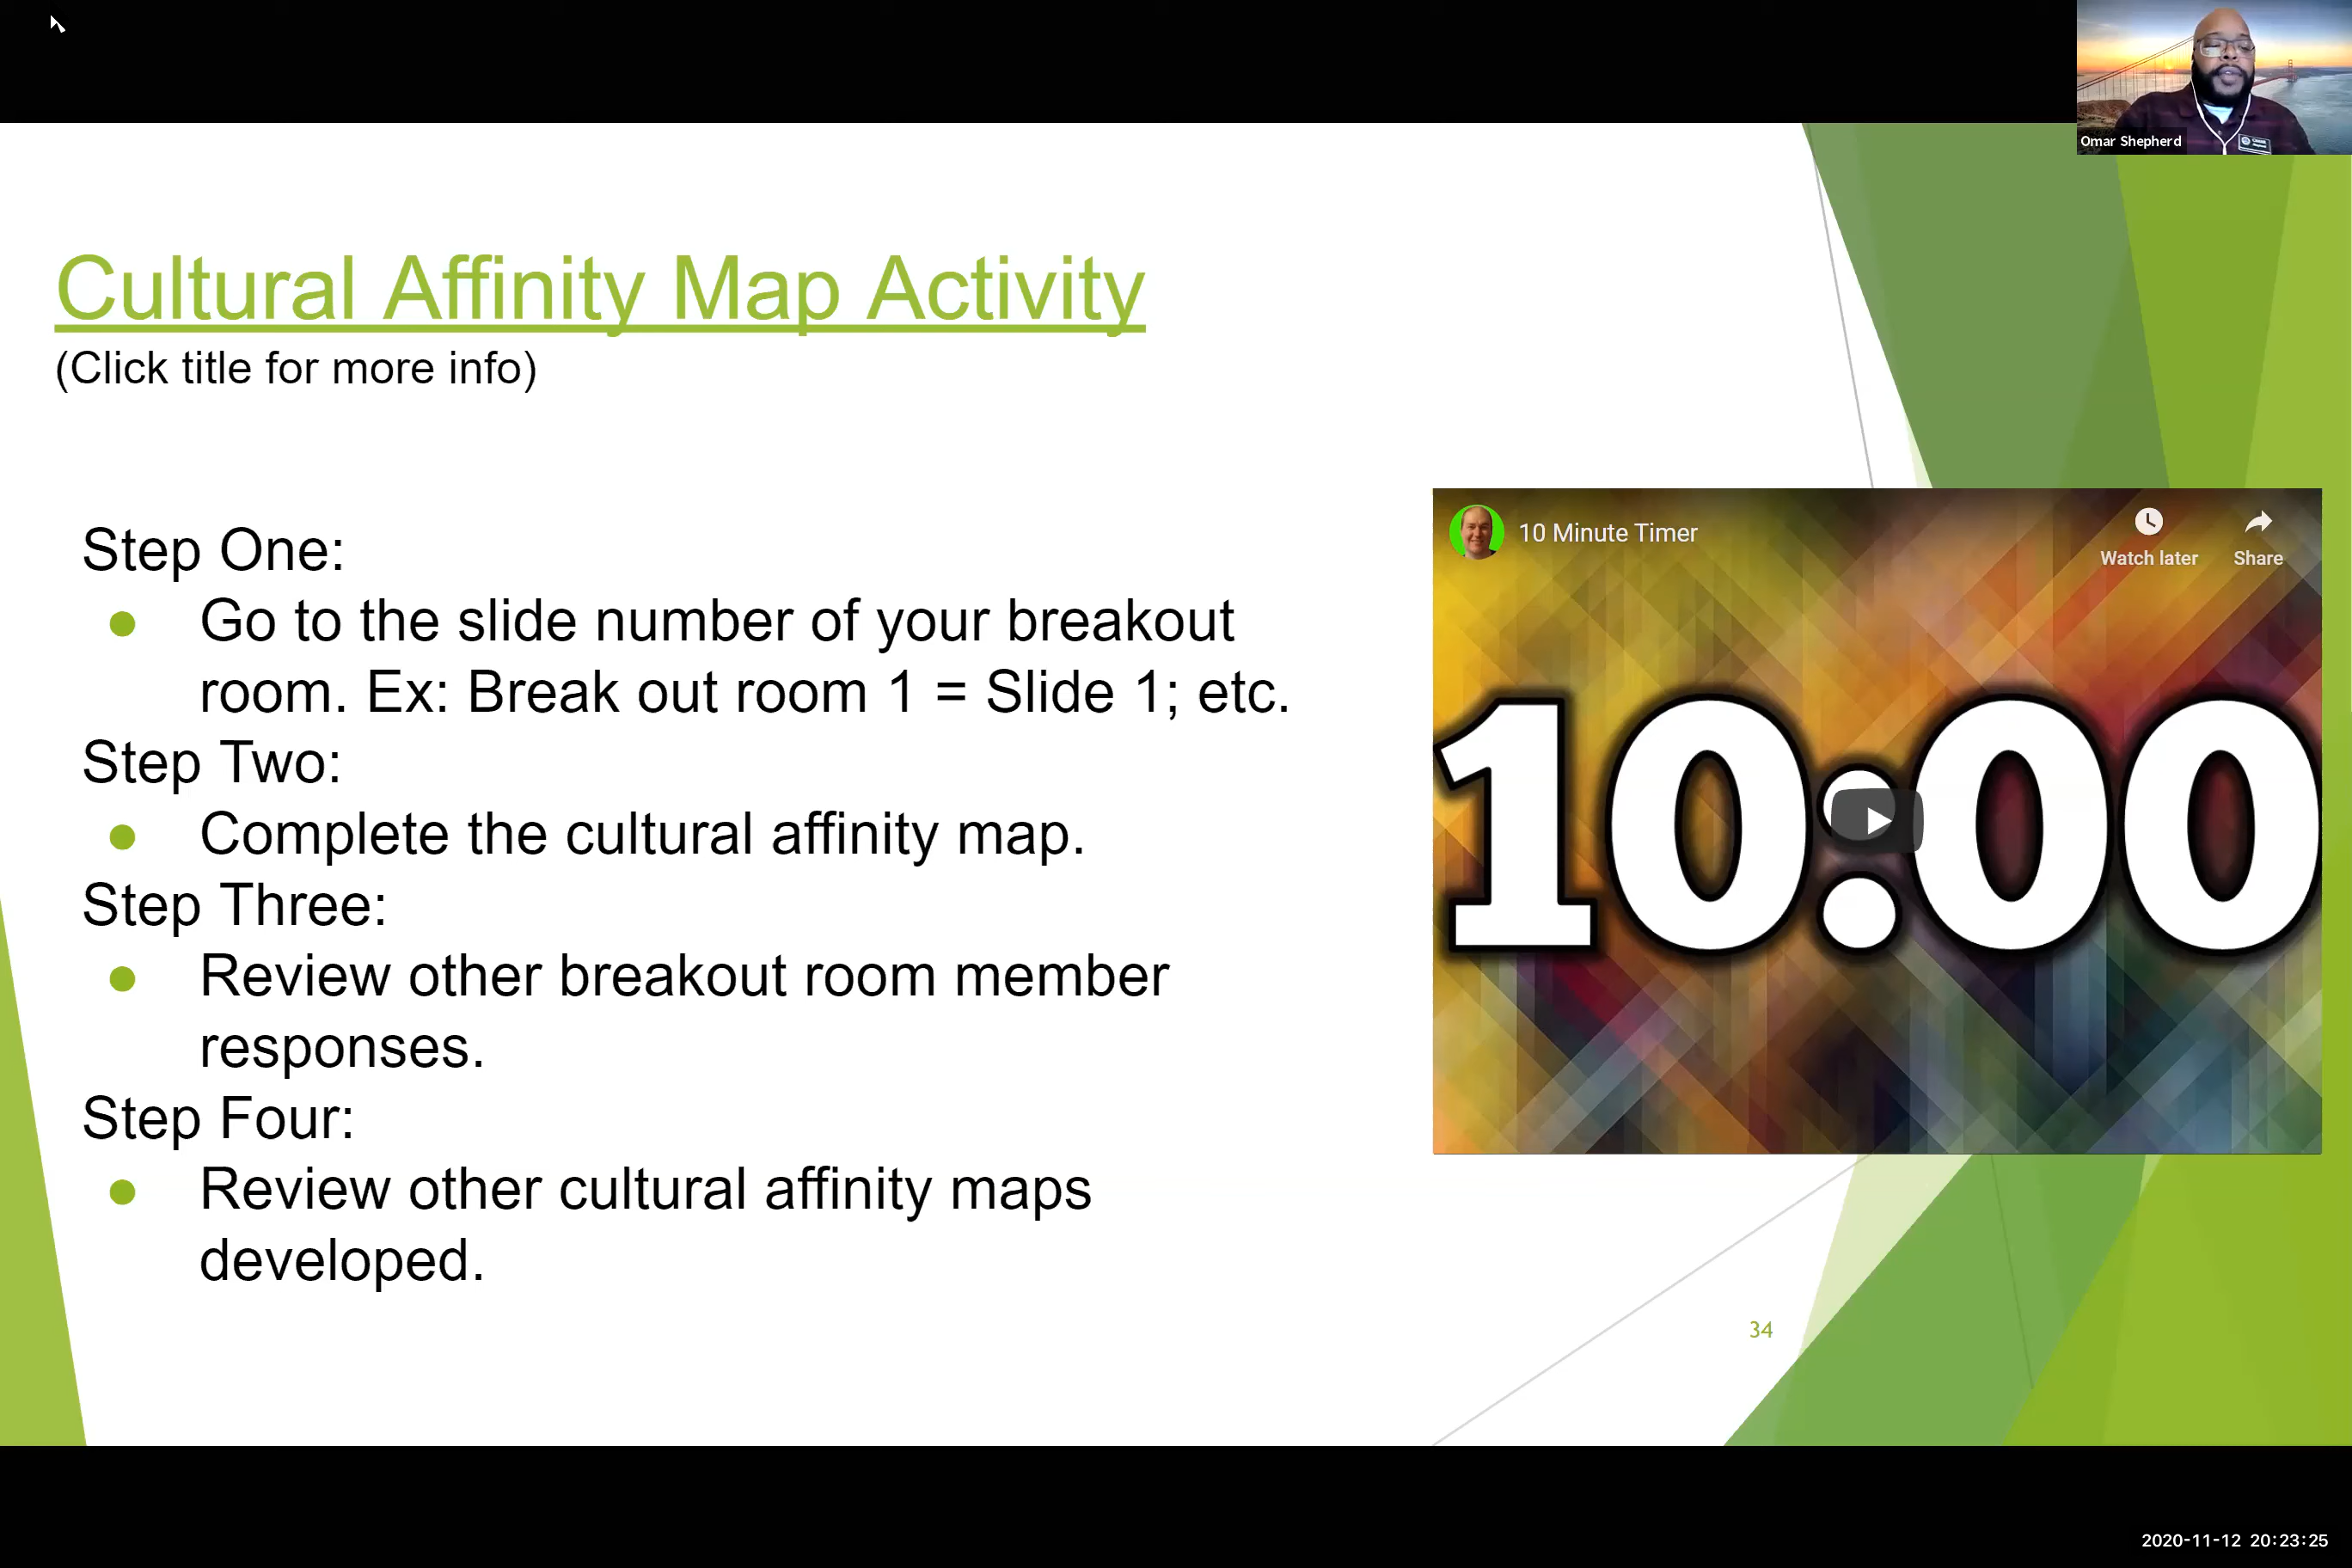 Omar Shepherd
Cultural Affinity Map Activity
(Click title for more info)
Step One:
● Go to the slide number of your breakout
room. Ex: Break out room 1 = Slide 1; etc.
Step Two:
● Complete the cultural affinity map.
Step Three:
● Review other breakout room member
responses.
Step Four:
● Review other cultural affinity maps
developed.
10 Minute Timer
Watch later
Share
10:00
34
2020-11-12 20:23:25